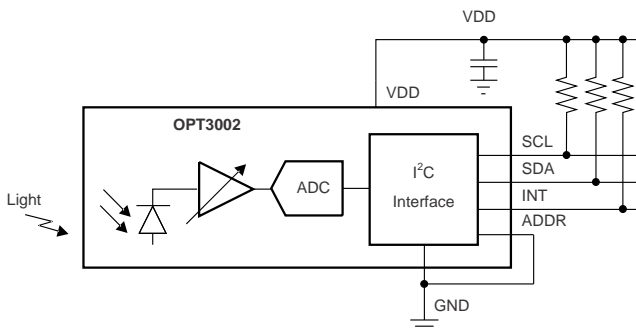 VDD
VDD
OPT3002
SCL
I²C
SDA
ADC
Light
Interface
INT
ADDR
GND